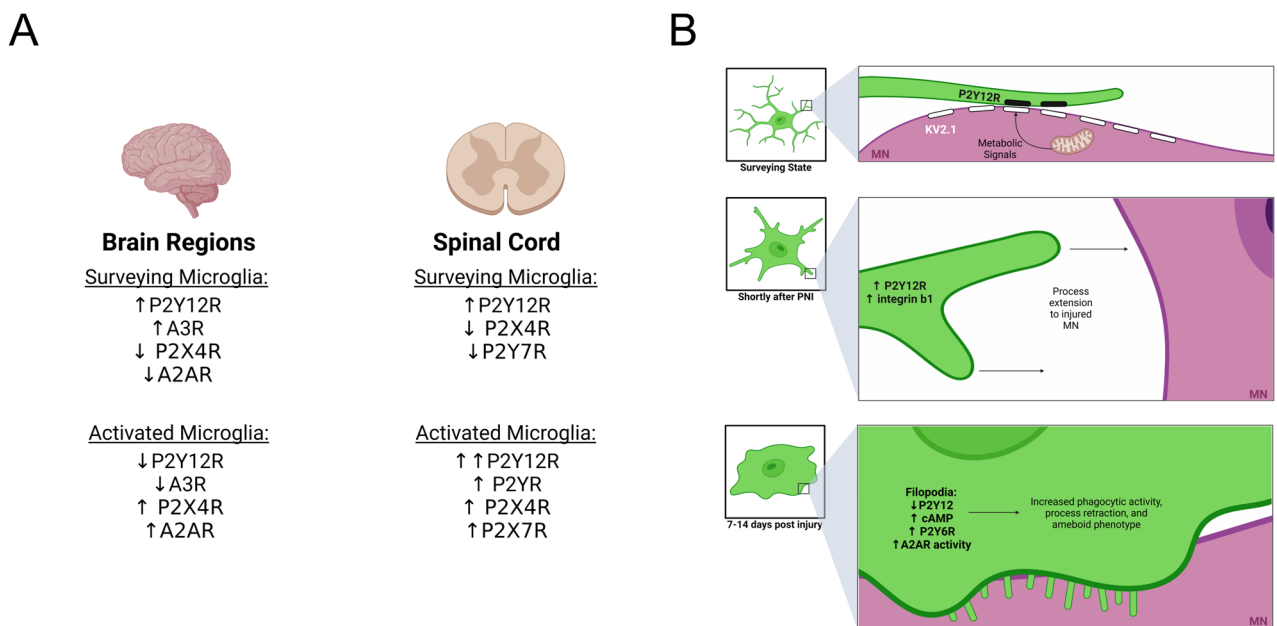 A
Brain Regions
Surveying Microglia:
↑P2Y12R
↑A3R
↓ P2X4R
↓A2AR
Activated Microglia:
↓P2Y12R
↓A3R
↑ P2X4R
↑A2AR
Spinal Cord
Surveying Microglia:
↑P2Y12R
↓ P2X4R
↓P2Y7R
Activated Microglia:
↑↑P2Y12R
↑ P2YR
↑ P2X4R
↑P2X7R
B
Surveying State
P2Y12R
KV2.1
Metabolic
Signals
MN
Shortly after PNI
↑ P2Y12R
↑ integrin b1
Process
extension
to injured
MN
MN
7-14 days post injury
Filopodia:
↓P2Y12
↑ cAMP
↑ P2Y6R
↑A2AR activity
Increased phagocytic activity,
process retraction, and
ameboid phenotype
MN